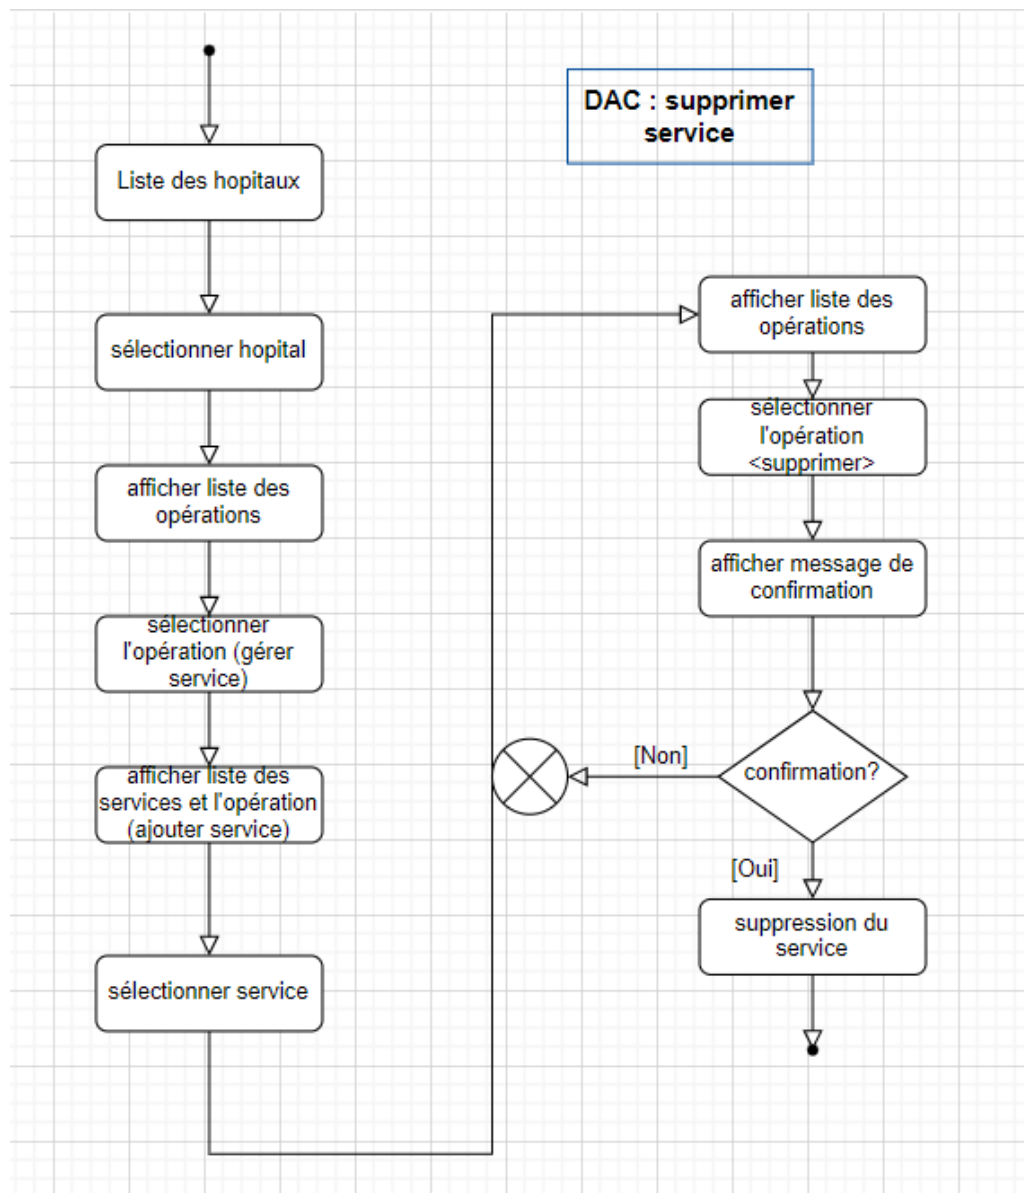 DAC : supprimer
service
Liste des hopitaux
sélectionner hopital
afficher liste des
opérations
sélectionner
l'opération (gérer
service)
afficher liste des
services et l'opération
(ajouter service)
sélectionner service
afficher liste des
opérations
sélectionner
l'opération
<supprimer>
afficher message de
confirmation
confirmation?
[Non]
[Oui]
suppression du
service